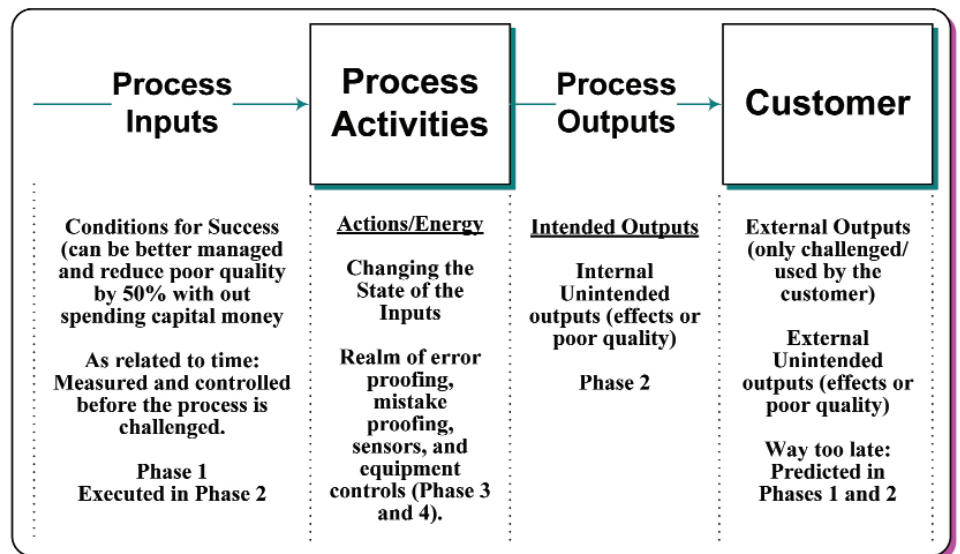 Process
Inputs
Process
Activities
Process
Outputs
Customer
Conditions for Success
(can be better managed
and reduce poor quality
by 50% with out
spending capital money
As related to time:
Measured and controlled
before the process is
challenged.
Phase 1
Executed in Phase 2
Actions/Energy
Changing the
State of the
Inputs
Realm of error
proofing,
mistake
proofing,
sensors, and
equipment
controls (Phase 3
and 4).
Intended Outputs
Internal
Unintended
outputs (effects or
poor quality)
Phase 2
External Outputs
(only challenged/
used by the
customer)
External
Unintended
outputs (effects or
poor quality)
Way too late:
Predicted in
Phases 1 and 2